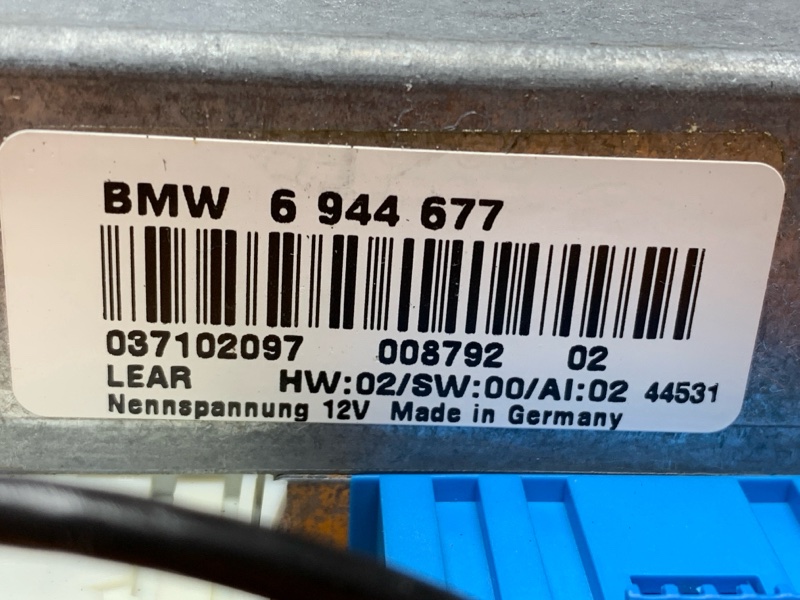 BMW 6 944 677
037102097 008792 02
LEAR HW:02/SW:00/AI:02 44531
Nennspannung 12V Made in Germany